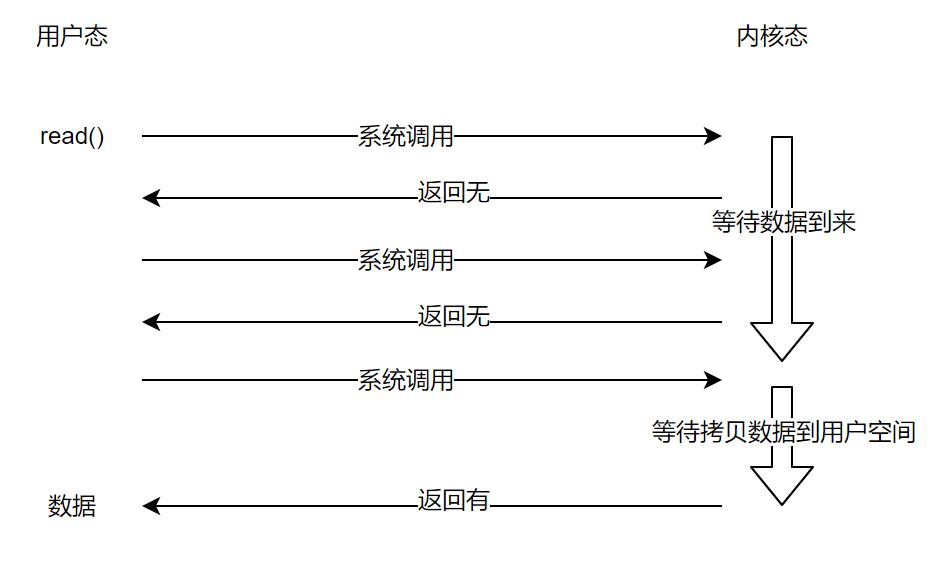 用户态
内核态
read()
系统调用
返回无
等待数据到来
系统调用
返回无
系统调用
等待拷贝数据到用户空间
数据
返回有